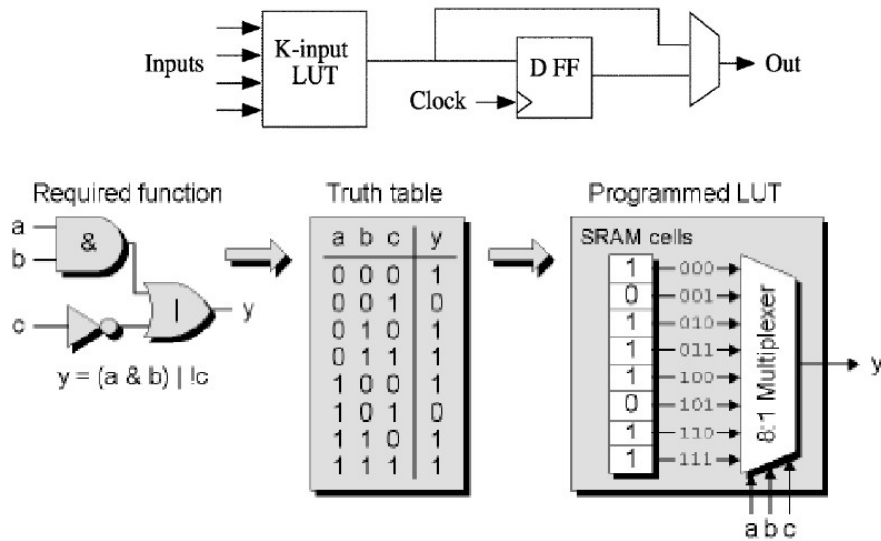 K-input
LUT
Inputs
D FF
Out
Clock
Required function
Truth table
Programmed LUT
a
b
&
c
|
y
y = (a & b) | !c
a b c y
0 0 0 1
0 0 1 0
0 1 0 1
0 1 1 1
1 0 0 1
1 0 1 0
1 1 0 1
1 1 1 1
SRAM cells
1 000
0 001
1 010
1 011
1 100
0 101
1 110
1 111
8:1 Multiplexer
y
a b c